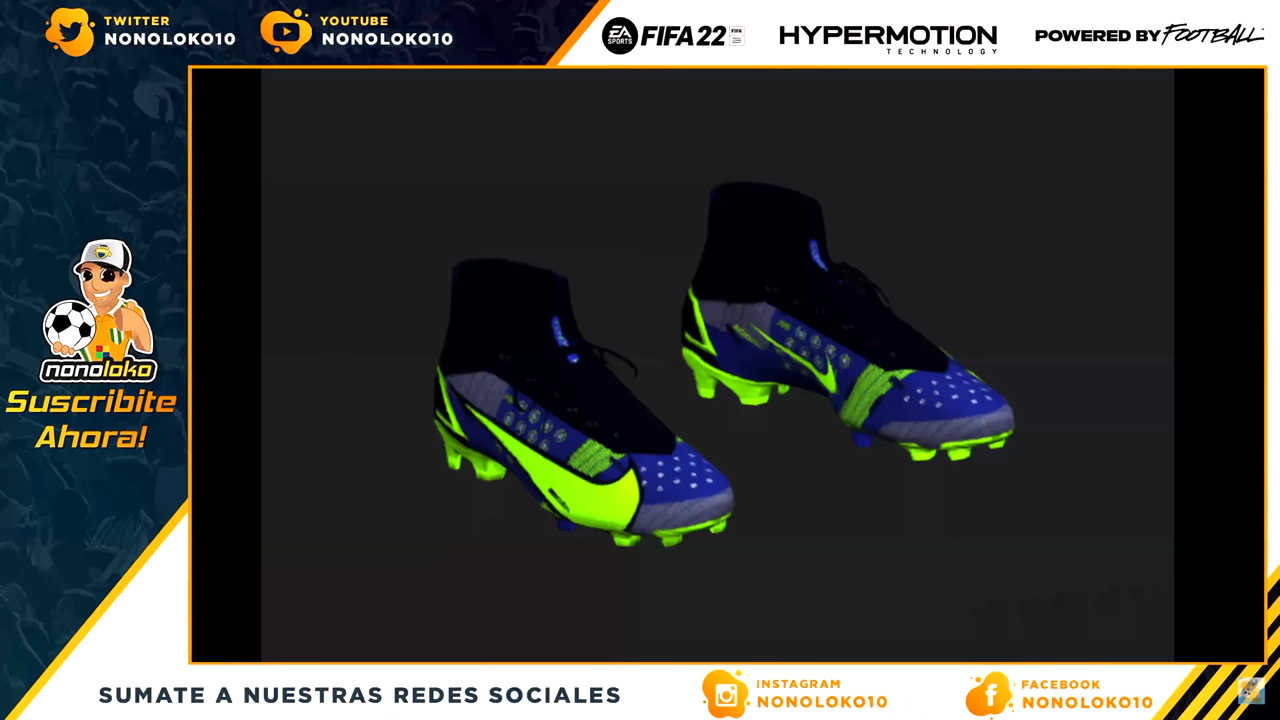 TWITTER
NONOLOKO10
YOUTUBE
NONOLOKO10
EA SPORTS FIFA 22 FIFA
HYPERMOTION
TECHNOLOGY
POWERED BY FOOTBALL
nonoloko
Suscribite
Ahora!
SUMATE A NUESTRAS REDES SOCIALES
INSTAGRAM
NONOLOKO10
FACEBOOK
NONOLOKO10